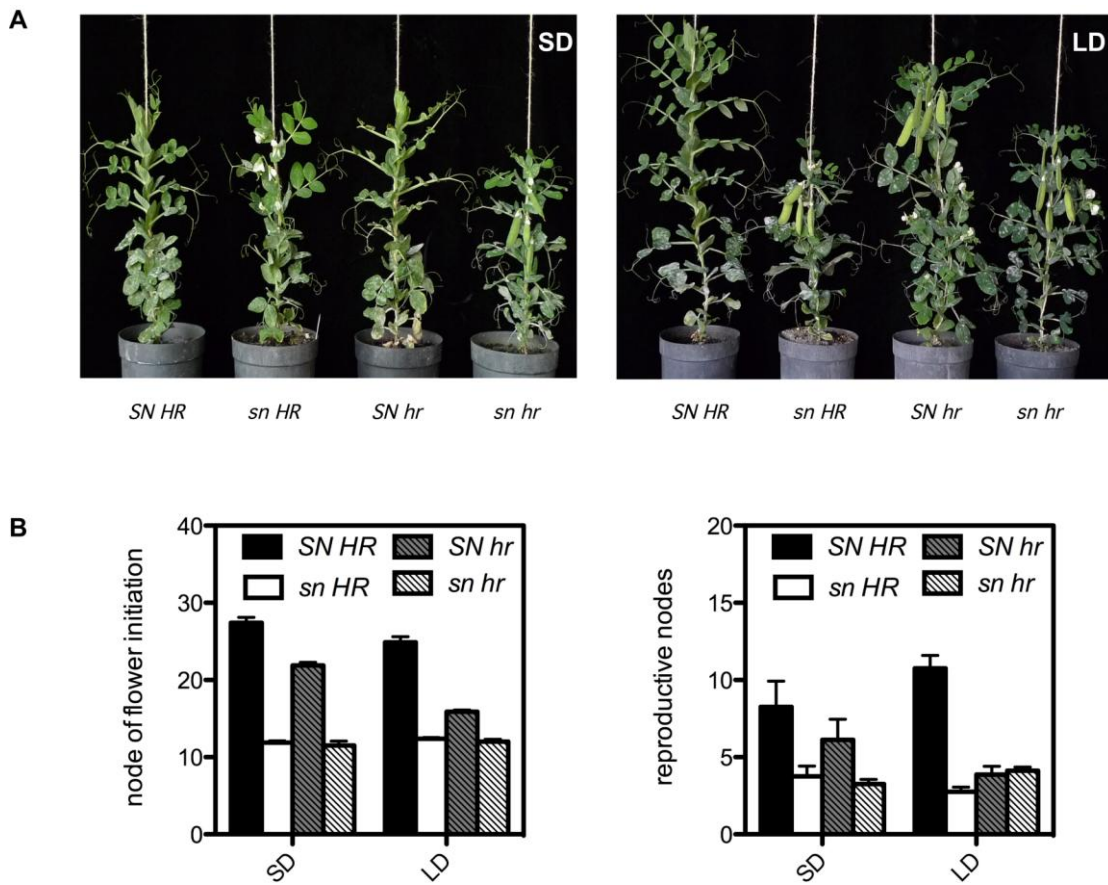 A
SD
LD
SN HR
sn HR
SN hr
sn hr
SN HR
sn HR
SN hr
sn hr
B
node of flower initiation
40
30
20
10
0
SN HR
SN hr
sn HR
sn hr
SD
LD
reproductive nodes
20
15
10
5
0
SN HR
SN hr
sn HR
sn hr
SD
LD